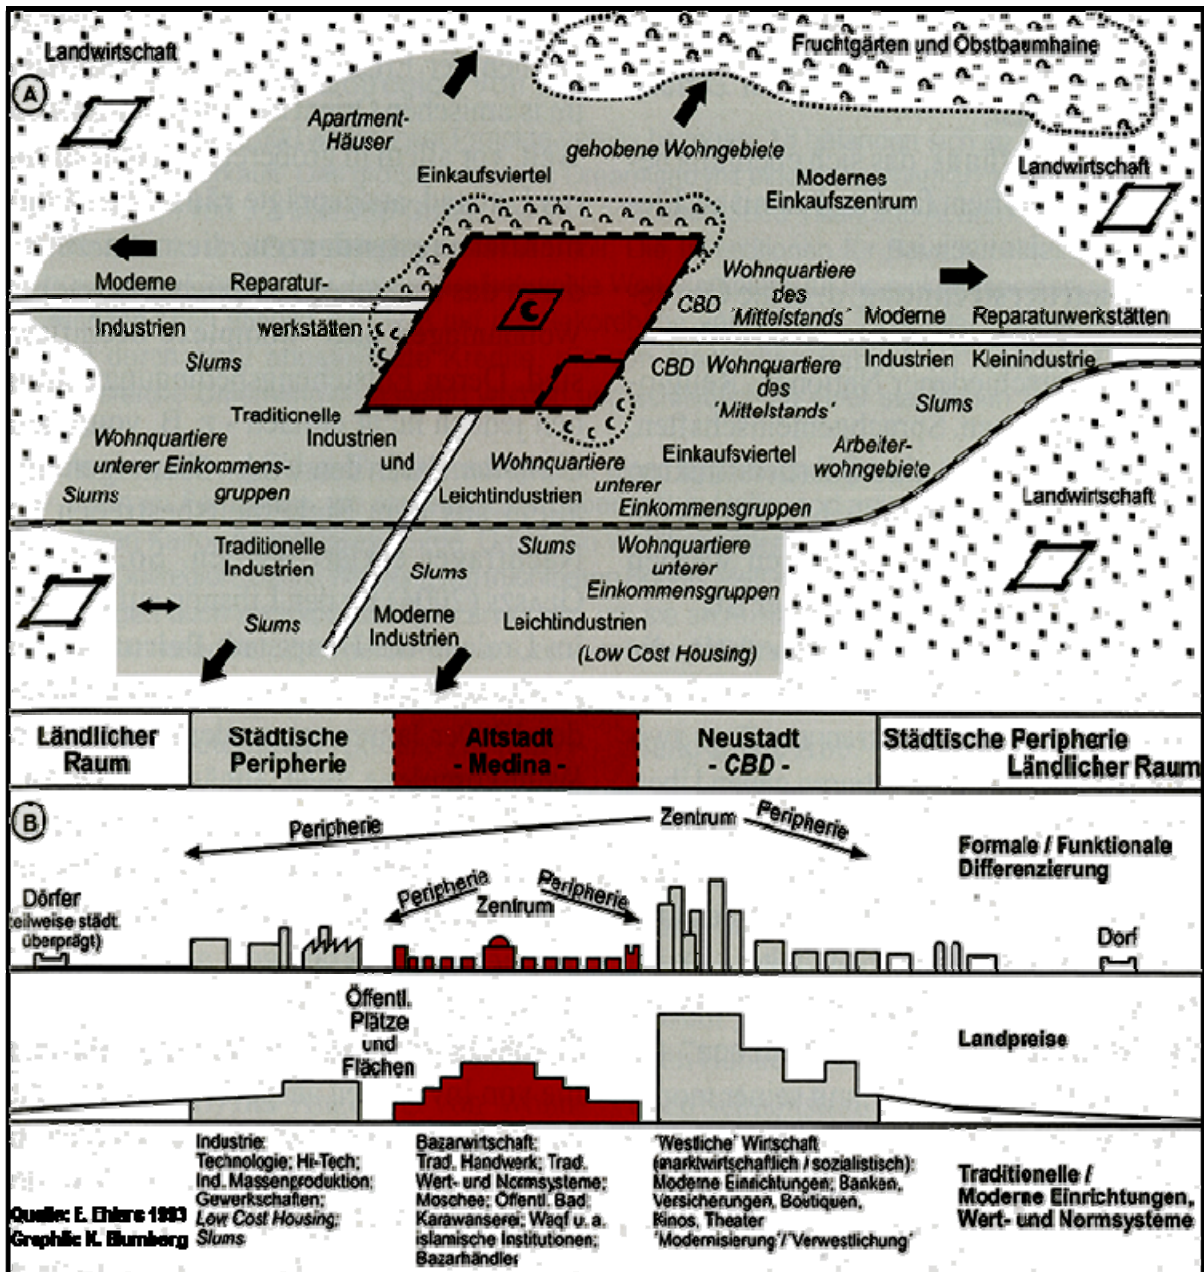 Landwirtschaft
Fruchtgärten und Obstbaumhaine
A
Apartment-
Häuser
gehobene Wohngebiete
Landwirtschaft
Einkaufsviertel
Modernes
Einkaufszentrum
Moderne
Reparatur-
Wohnquartiere
des
'Mittelstands'
CBD
Moderne
Reparaturwerkstätten
Industrien
werkstätten
Slums
CBD
Wohnquartiere
des
'Mittelstands'
Industrien
Kleinindustrie
Slums
Traditionelle
Industrien
und
Leichtindustrien
Wohnquartiere
unterer Einkommens-
gruppen
Slums
Wohnquartiere
unterer
Einkommensgruppen
Einkaufsviertel
Arbeiter-
wohngebiete
Landwirtschaft
Traditionelle
Industrien
Slums
Slums
Wohnquartiere
unterer
Einkommensgruppen
Slums
Moderne
Industrien
Leichtindustrien
(Low Cost Housing)
Ländlicher
Raum
Städtische
Peripherie
Altstadt
- Medina -
Neustadt
- CBD -
Städtische Peripherie
Ländlicher Raum
B
Peripherie
Zentrum
Peripherie
Formale / Funktionale
Differenzierung
Dörfer
teilweise städt.
überprägt)
Peripherie
Zentrum
Peripherie
Dorf
Öffentl.
Plätze
und
Flächen
Landpreise
Industrie:
Technologie; Hi-Tech;
Ind. Massenproduktion;
Gewerkschaften;
Low Cost Housing;
Slums
Bazarwirtschaft:
Trad. Handwerk; Trad.
Wert- und Normsysteme;
Moschee; Öffentl. Bad
Karawanserei; Waqf u. a.
islamische Institutionen;
Bazarhändler
'Westliche' Wirtschaft
(marktwirtschaftlich / sozialistisch):
Moderne Einrichtungen; Banken,
Versicherungen, Boutiquen,
Kinos, Theater
'Modernisierung'/'Verwestlichung'
Traditionelle /
Moderne Einrichtungen,
Wert- und Normsysteme
Quelle: E. Ehlers 1993
Graphik: K. Blumberg